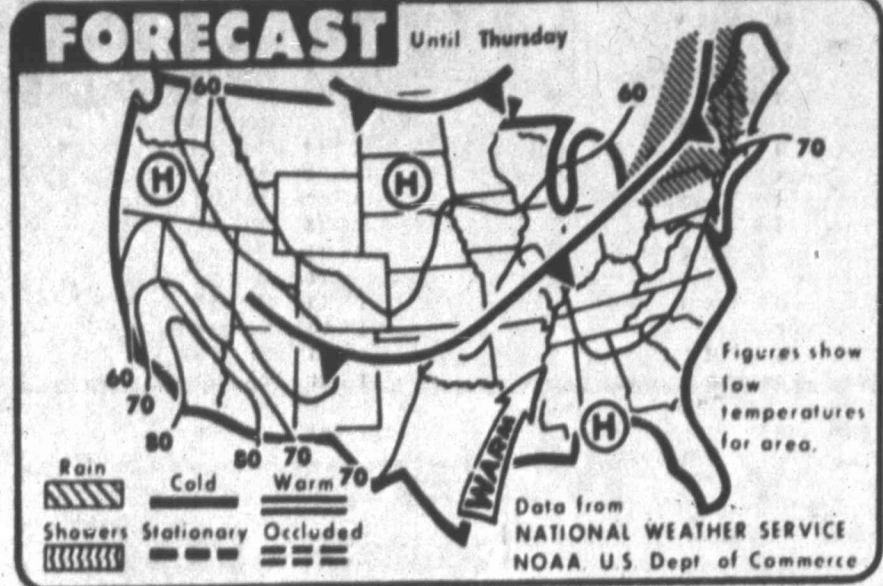 FORECAST Until Thursday
60
60
70
H
H
60
70
80
80
70
70
WARM
H
Figures show
low
temperatures
for area.
Rain
Cold
Warm
Showers
Stationary
Occluded
Data from
NATIONAL WEATHER SERVICE
NOAA. U.S. Dept. of Commerce